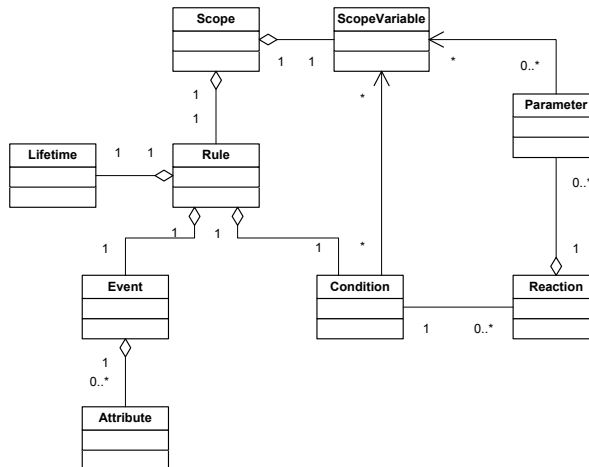 Scope
ScopeVariable
1
1
*
0..*
1
*
Parameter
1
Lifetime
1
1
Rule
0..*
1
1
1
1
*
1
Event
Condition
Reaction
1
0..*
1
0..*
Attribute